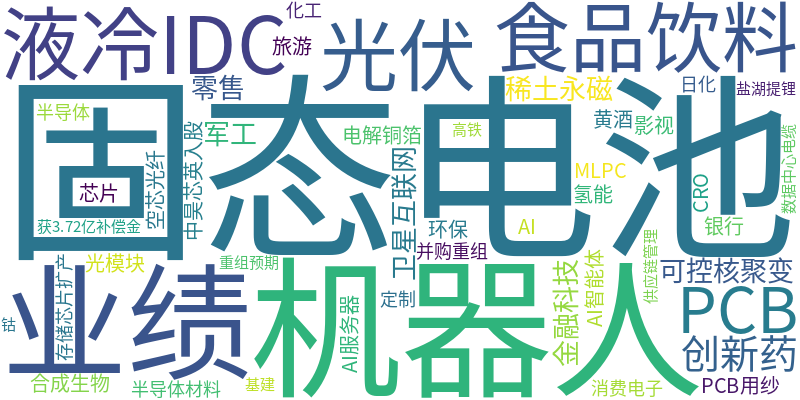 液冷IDC
化工
旅游
光伏
食品饮料
零售
稀土永磁
日化
盐湖提锂
固态电池
半导体
芯片
获3.72亿补偿金
空芯光纤
中昊芯英入股
军工
电解铜箔
高铁
黄酒
影视
MLPC
氢能
卫星互联网
环保
AI
CRO
银行
数据中心电缆
并购重组
光模块
重组预期
业绩
机器人
钴
存储芯片扩产
合成生物
半导体材料
基建
AI服务器
定制
金融科技
AI智能体
供应链管理
可控核聚变
PCB
创新药
消费电子
PCB用纱